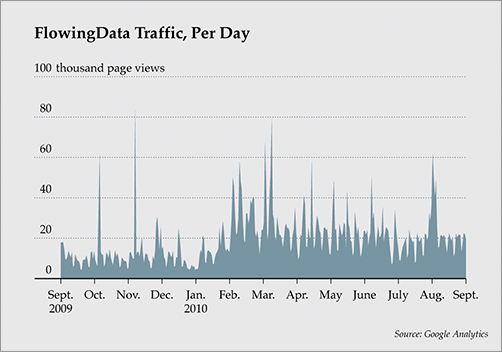 FlowingData Traffic, Per Day
100 thousand page views
80
60
40
20
0
Sept. Oct. Nov. Dec. Jan. Feb. Mar. Apr. May June July Aug. Sept.
2009 2010
Source: Google Analytics